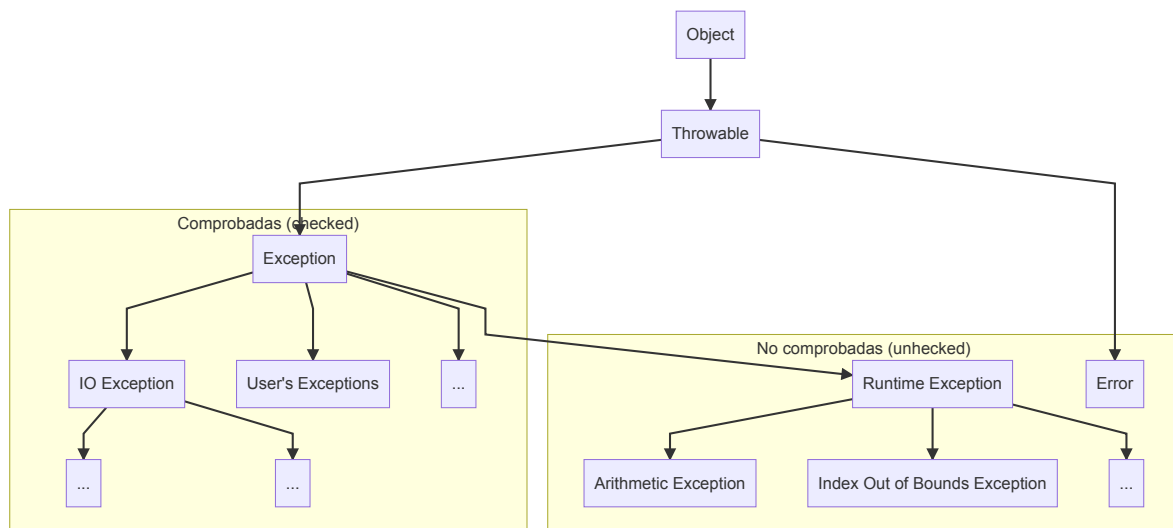 Object
Throwable
Comprobadas (checked)
Exception
No comprobadas (unhecked)
IO Exception
User's Exceptions
...
Runtime Exception
Error
...
...
Arithmetic Exception
Index Out of Bounds Exception
...